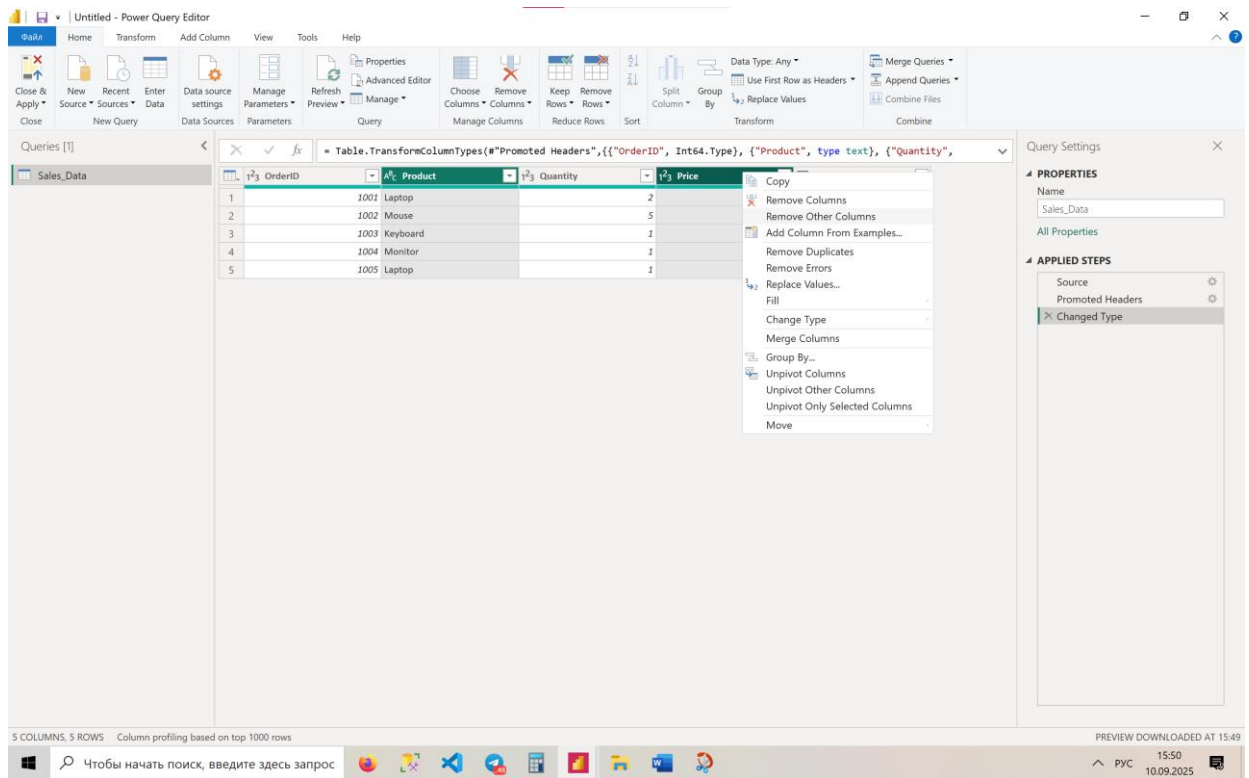 Untitled - Power Query Editor
Файл Home Transform Add Column View Tools Help
Close & Apply
New Source
Recent Sources
Enter Data
Data source settings
Manage Parameters
Refresh Preview
Properties
Advanced Editor
Manage
Choose Columns
Remove Columns
Keep Rows
Remove Rows
Split Column
Group By
Data Type: Any
Use First Row as Headers
Replace Values
Merge Queries
Append Queries
Combine Files
Close New Query Data Sources Parameters Query Manage Columns Reduce Rows Sort Transform Combine
Queries [1]
Sales_Data
fx = Table.TransformColumnTypes(#"Promoted Headers",{{"OrderID", Int64.Type}, {"Product", type text}, {"Quantity",
1²3 OrderID ABC Product 1²3 Quantity 1²3 Price
1 1001 Laptop 2
2 1002 Mouse 5
3 1003 Keyboard 1
4 1004 Monitor 1
5 1005 Laptop 1
Copy
Remove Columns
Remove Other Columns
Add Column From Examples...
Remove Duplicates
Remove Errors
Replace Values...
Fill
Change Type
Merge Columns
Group By...
Unpivot Columns
Unpivot Other Columns
Unpivot Only Selected Columns
Move
Query Settings
PROPERTIES
Name
Sales_Data
All Properties
APPLIED STEPS
Source
Promoted Headers
Changed Type
5 COLUMNS, 5 ROWS Column profiling based on top 1000 rows PREVIEW DOWNLOADED AT 15:49
Чтобы начать поиск, введите здесь запрос
РУС
15:50
10.09.2025